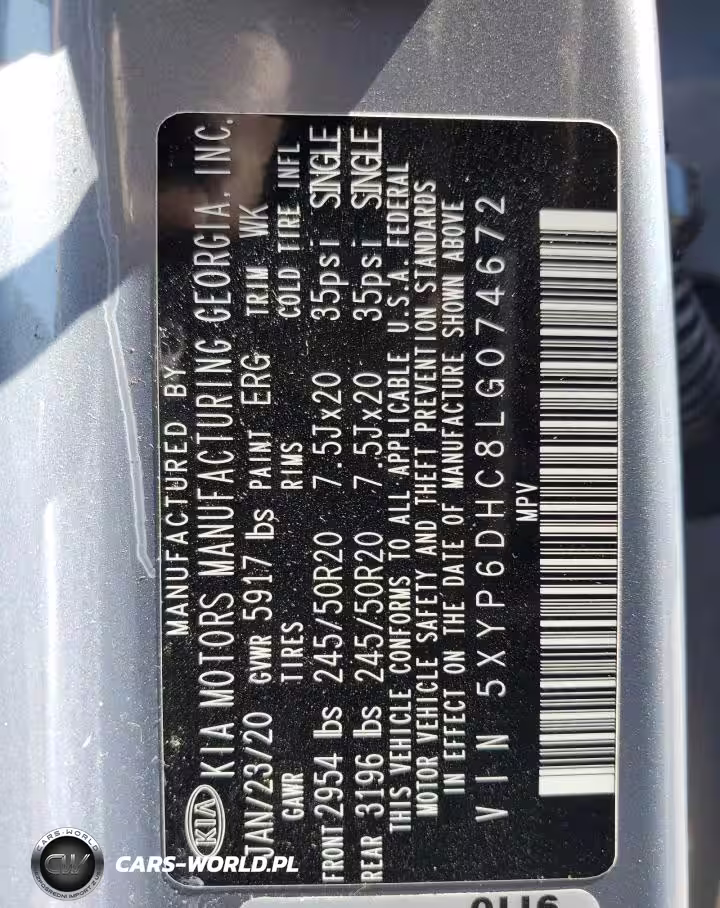 MANUFACTURED BY
KIA KIA MOTORS MANUFACTURING GEORGIA, INC.
JAN/23/20 GVWR 5917 lbs PAINT ERG TRIM WK
GAWR TIRES RIMS COLD TIRE INFL
FRONT 2954 lbs 245/50R20 7.5Jx20 35psi SINGLE
REAR 3196 lbs 245/50R20 7.5Jx20 35psi SINGLE
THIS VEHICLE CONFORMS TO ALL APPLICABLE U.S.A. FEDERAL
MOTOR VEHICLE SAFETY AND THEFT PREVENTION STANDARDS
IN EFFECT ON THE DATE OF MANUFACTURE SHOWN ABOVE
VIN 5XYP6DHC8LG074672
MPV
CARS-WORLD
CW
CARS-WORLD.PL